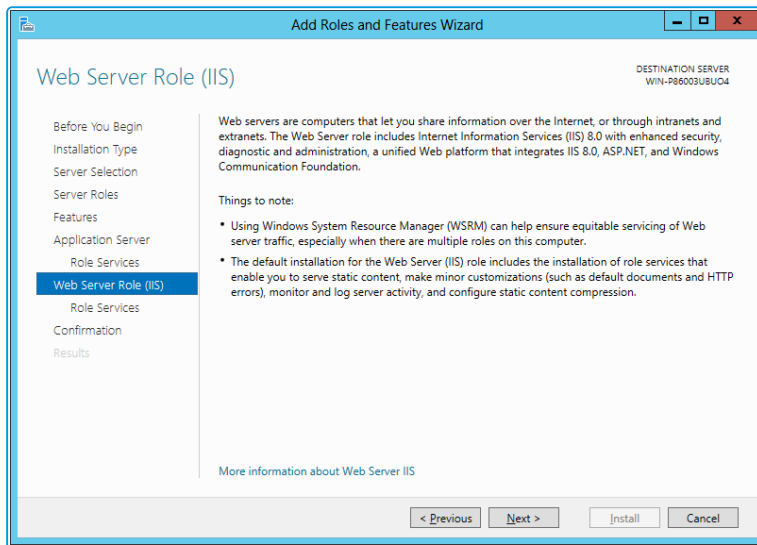 Add Roles and Features Wizard
Web Server Role (IIS)
DESTINATION SERVER
WIN-P86003UBUO4
Before You Begin
Installation Type
Server Selection
Server Roles
Features
Application Server
Role Services
Web Server Role (IIS)
Role Services
Confirmation
Results
Web servers are computers that let you share information over the Internet, or through intranets and
extranets. The Web Server role includes Internet Information Services (IIS) 8.0 with enhanced security,
diagnostic and administration, a unified Web platform that integrates IIS 8.0, ASP.NET, and Windows
Communication Foundation.
Things to note:
• Using Windows System Resource Manager (WSRM) can help ensure equitable servicing of Web
server traffic, especially when there are multiple roles on this computer.
• The default installation for the Web Server (IIS) role includes the installation of role services that
enable you to serve static content, make minor customizations (such as default documents and HTTP
errors), monitor and log server activity, and configure static content compression.
More information about Web Server IIS
< Previous
Next >
Install
Cancel